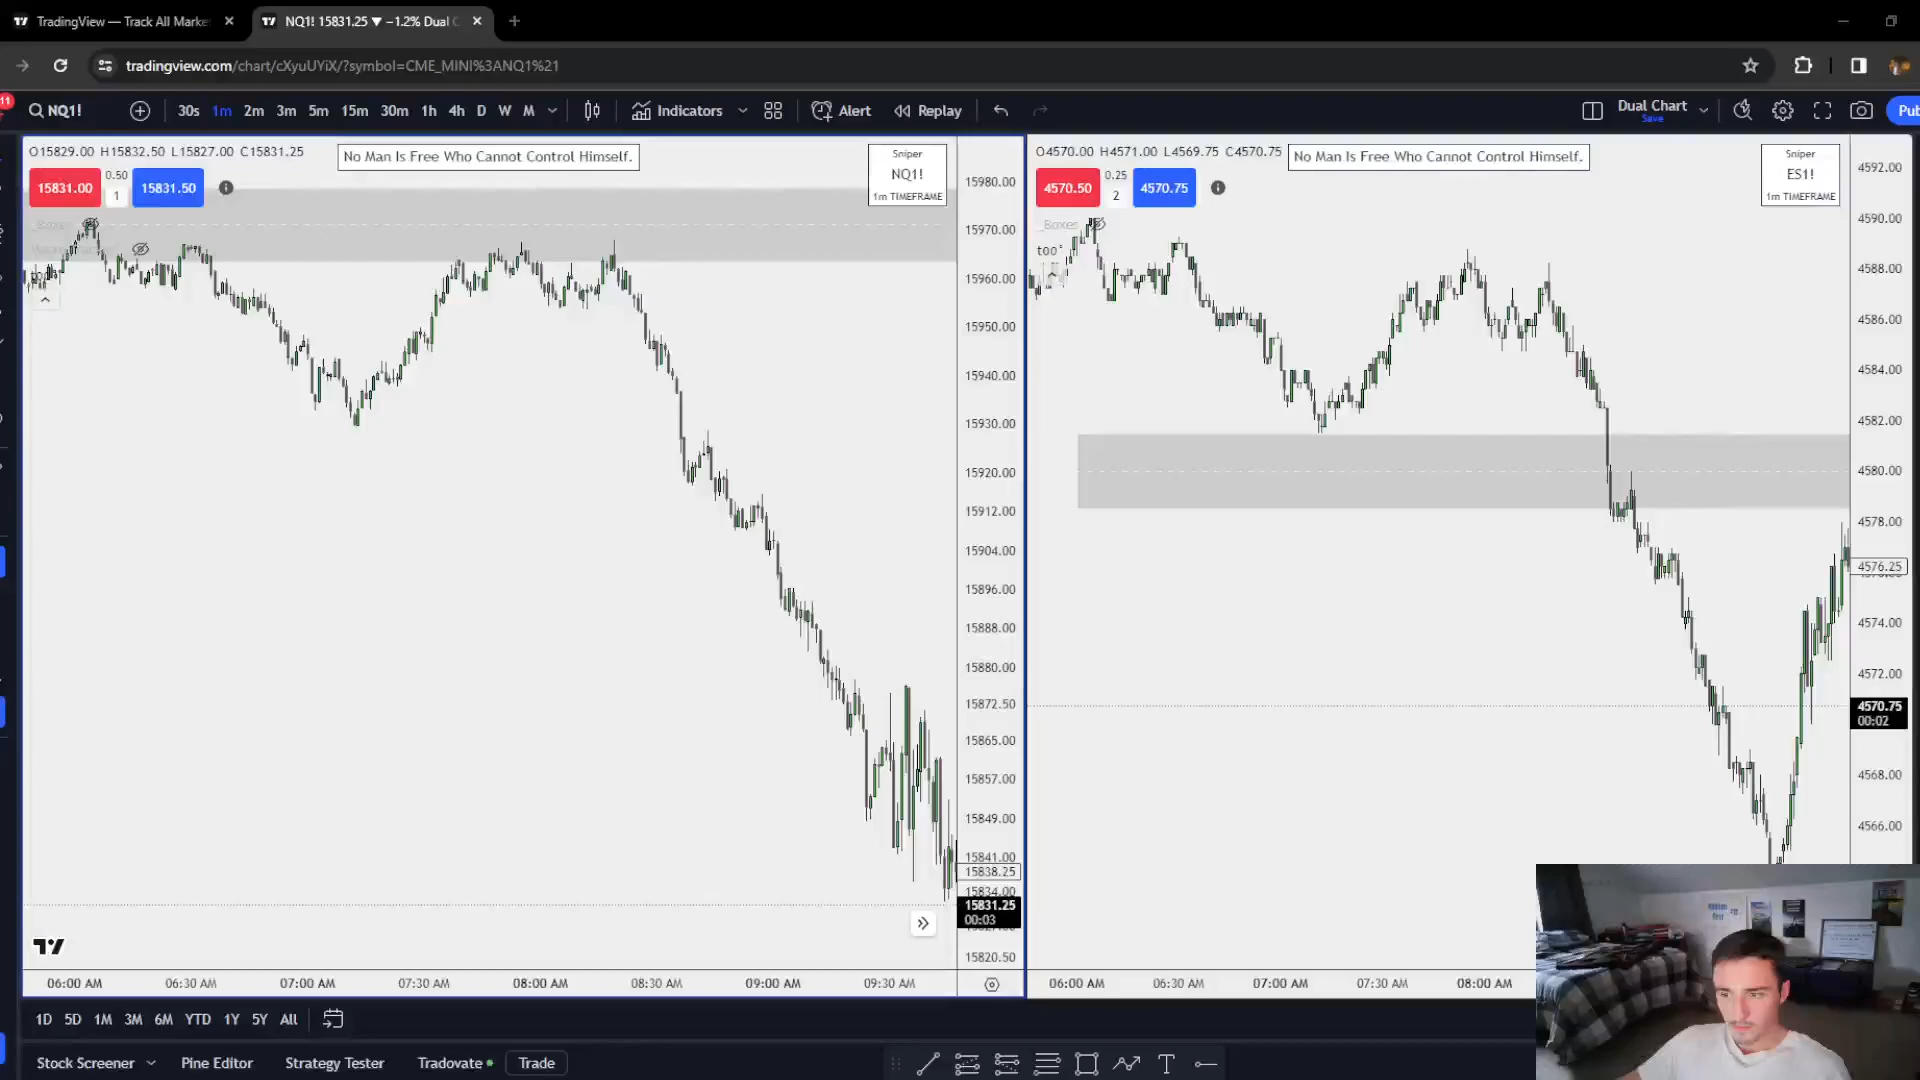 TradingView — Track All Marke
NQ1! 15831.25 ▼ −1.2% Dual C
tradingview.com/chart/cXyuUYiX/?symbol=CME_MINI%3ANQ1%21
11
NQ1!
30s 1m 2m 3m 5m 15m 30m 1h 4h D W M
Indicators
Alert
Replay
Dual Chart
Save
Pub
O15829.00 H15832.50 L15827.00 C15831.25
No Man Is Free Who Cannot Control Himself.
Sniper
NQ1!
1m TIMEFRAME
15831.00
0.50
1
15831.50
15980.00
15970.00
15960.00
15950.00
15940.00
15930.00
15920.00
15912.00
15904.00
15896.00
15888.00
15880.00
15872.50
15865.00
15857.00
15849.00
15841.00
15838.25
15834.00
15831.25
00:03
15820.50
06:00 AM 06:30 AM 07:00 AM 07:30 AM 08:00 AM 08:30 AM 09:00 AM 09:30 AM
O4570.00 H4571.00 L4569.75 C4570.75
No Man Is Free Who Cannot Control Himself.
Sniper
ES1!
1m TIMEFRAME
4570.50
0.25
2
4570.75
Boxes
too
4592.00
4590.00
4588.00
4586.00
4584.00
4582.00
4580.00
4578.00
4576.25
4574.00
4572.00
4570.75
00:02
4568.00
4566.00
06:00 AM 06:30 AM 07:00 AM 07:30 AM 08:00 AM
1D 5D 1M 3M 6M YTD 1Y 5Y All
Stock Screener
Pine Editor
Strategy Tester
Tradovate
Trade